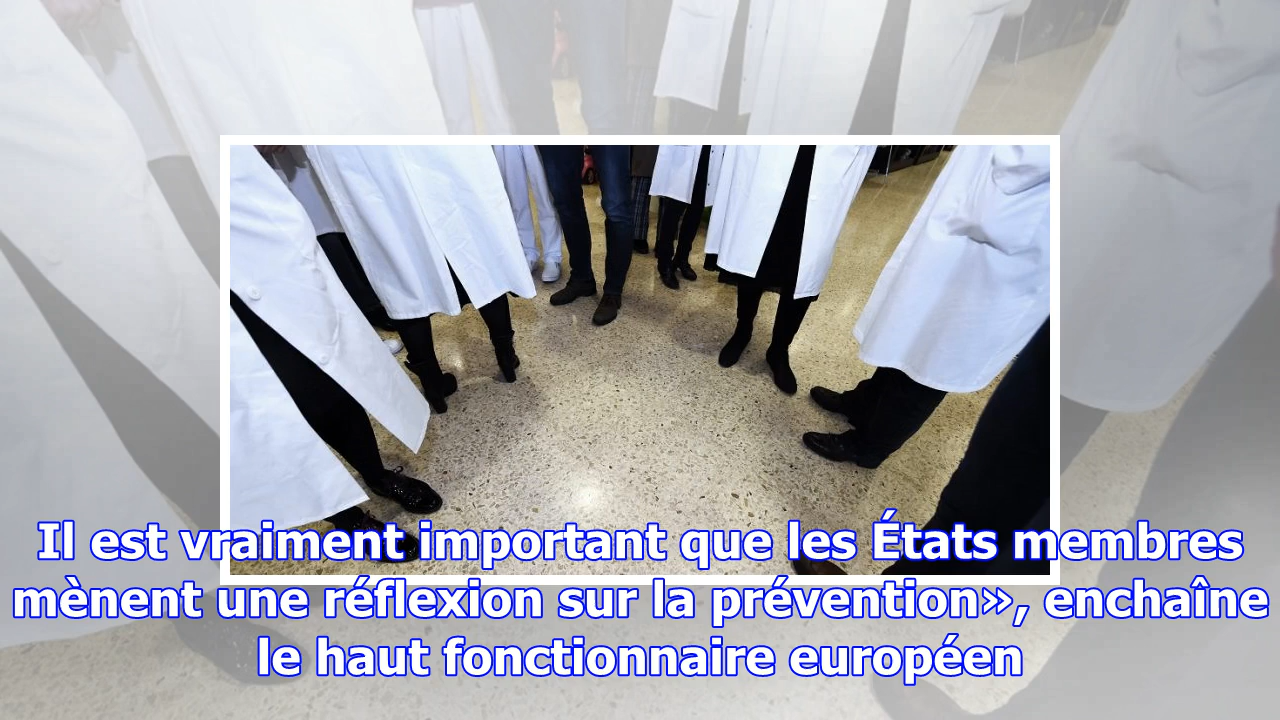 Il est vraiment important que les États membres
mènent une réflexion sur la prévention», enchaîne
le haut fonctionnaire européen